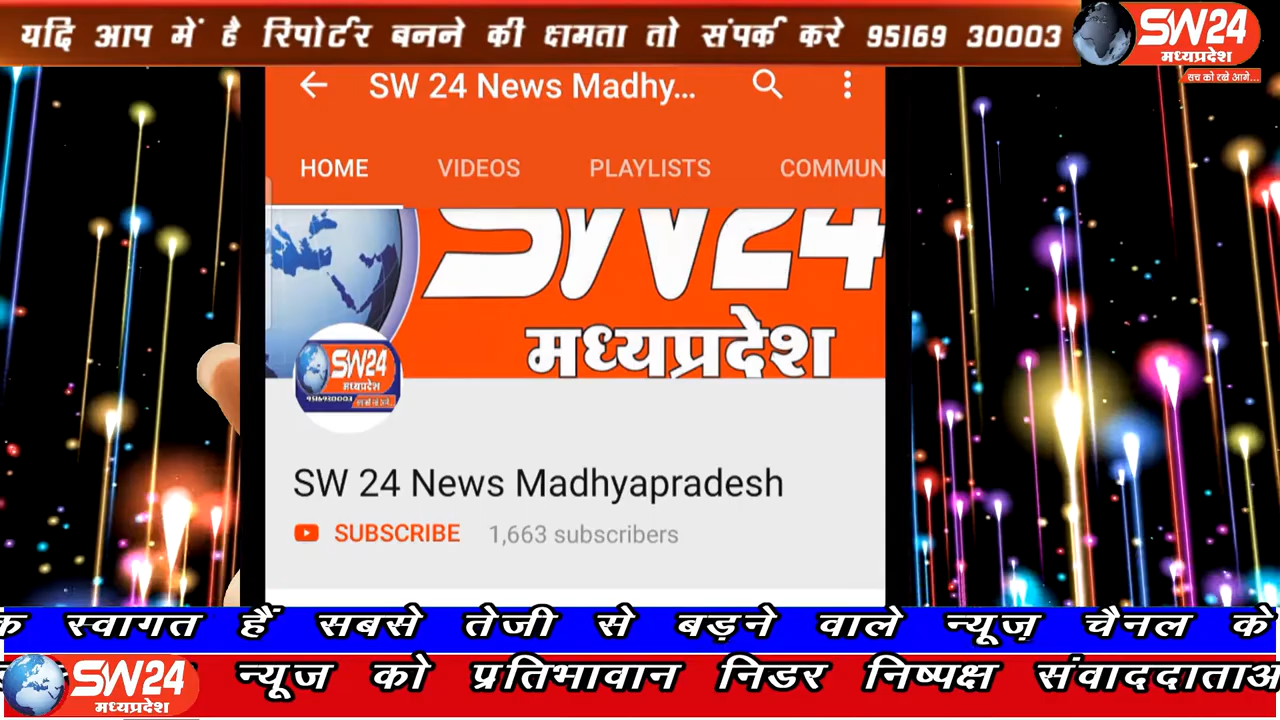 यदि आप में है रिपोर्टर बनने की क्षमता तो संपर्क करे 95169 30003
SW24
मध्यप्रदेश
सच को रखे आगे...
SW 24 News Madhy...
HOME VIDEOS PLAYLISTS COMMUN
SW24
मध्यप्रदेश
SW24
मध्यप्रदेश
9516930003
SW 24 News Madhyapradesh
SUBSCRIBE 1,663 subscribers
क स्वागत हैं सबसे तेजी से बड़ने वाले न्यूज़ चैनल के
न्यूज को प्रतिभावान निडर निष्पक्ष संवाददाताअ
SW24
मध्यप्रदेश